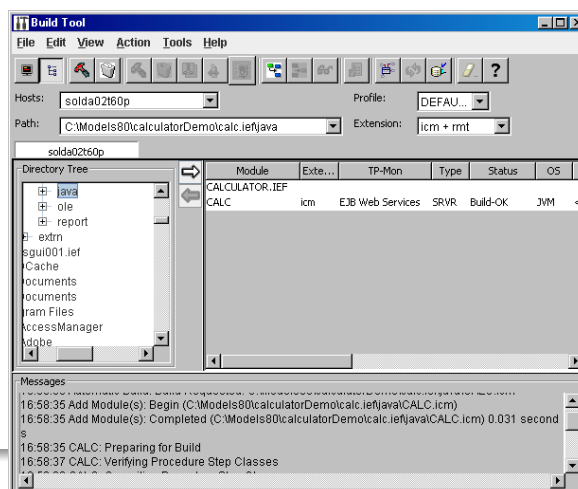 Build Tool
File Edit View Action Tools Help
Hosts: solda02t60p Profile: DEFAU...
Path: C:\Models80\calculatorDemo\calc.ief\java Extension: icm + rmt
solda02t60p
Directory Tree
java
ole
report
extrn
sgui001.ief
Cache
ocuments
ocuments
ram Files
AccessManager
Adobe
Module Exte... TP-Mon Type Status OS
CALCULATOR.IEF
CALC icm EJB Web Services SRVR Build-OK JVM
Messages
16:58:35 Add Module(s): Begin (C:\Models80\calculatorDemo\calc.ief\java\CALC.icm)
16:58:35 Add Module(s): Completed (C:\Models80\calculatorDemo\calc.ief\java\CALC.icm) 0.031 second
s
16:58:35 CALC: Preparing for Build
16:58:37 CALC: Verifying Procedure Step Classes